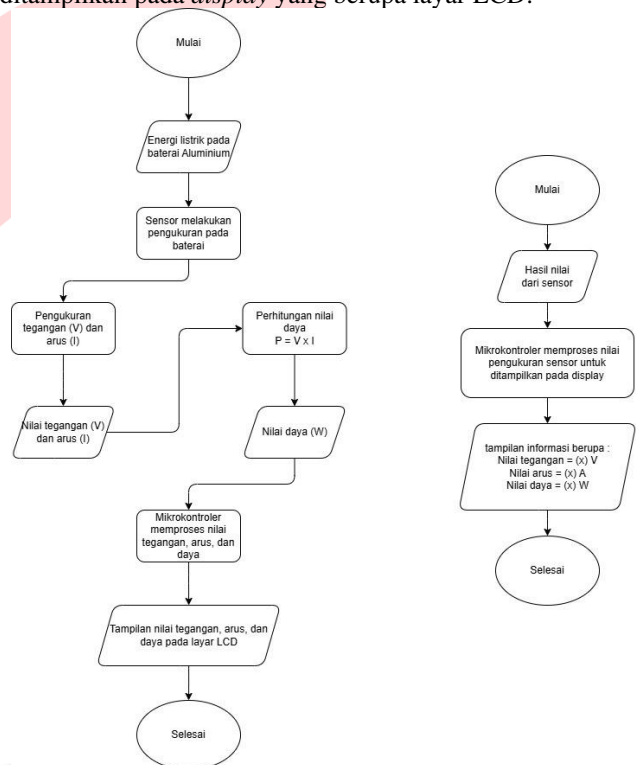 ditampilkan pada display yang berupa layar LCD.
Mulai
Energi listrik pada
baterai Aluminium
Sensor melakukan
pengukuran pada
baterai
Pengukuran
tegangan (V) dan
arus (I)
Nilai tegangan (V)
dan arus (I)
Perhitungan nilai
daya
P = V x I
Nilai daya (W)
Mikrokontroler
memproses nilai
tegangan, arus, dan
daya
Tampilan nilai tegangan, arus, dan
daya pada layar LCD
Selesai
Mulai
Hasil nilai
dari sensor
Mikrokontroler memproses nilai
pengukuran sensor untuk
ditampilkan pada display
tampilan informasi berupa :
Nilai tegangan = (x) V
Nilai arus = (x) A
Nilai daya = (x) W
Selesai